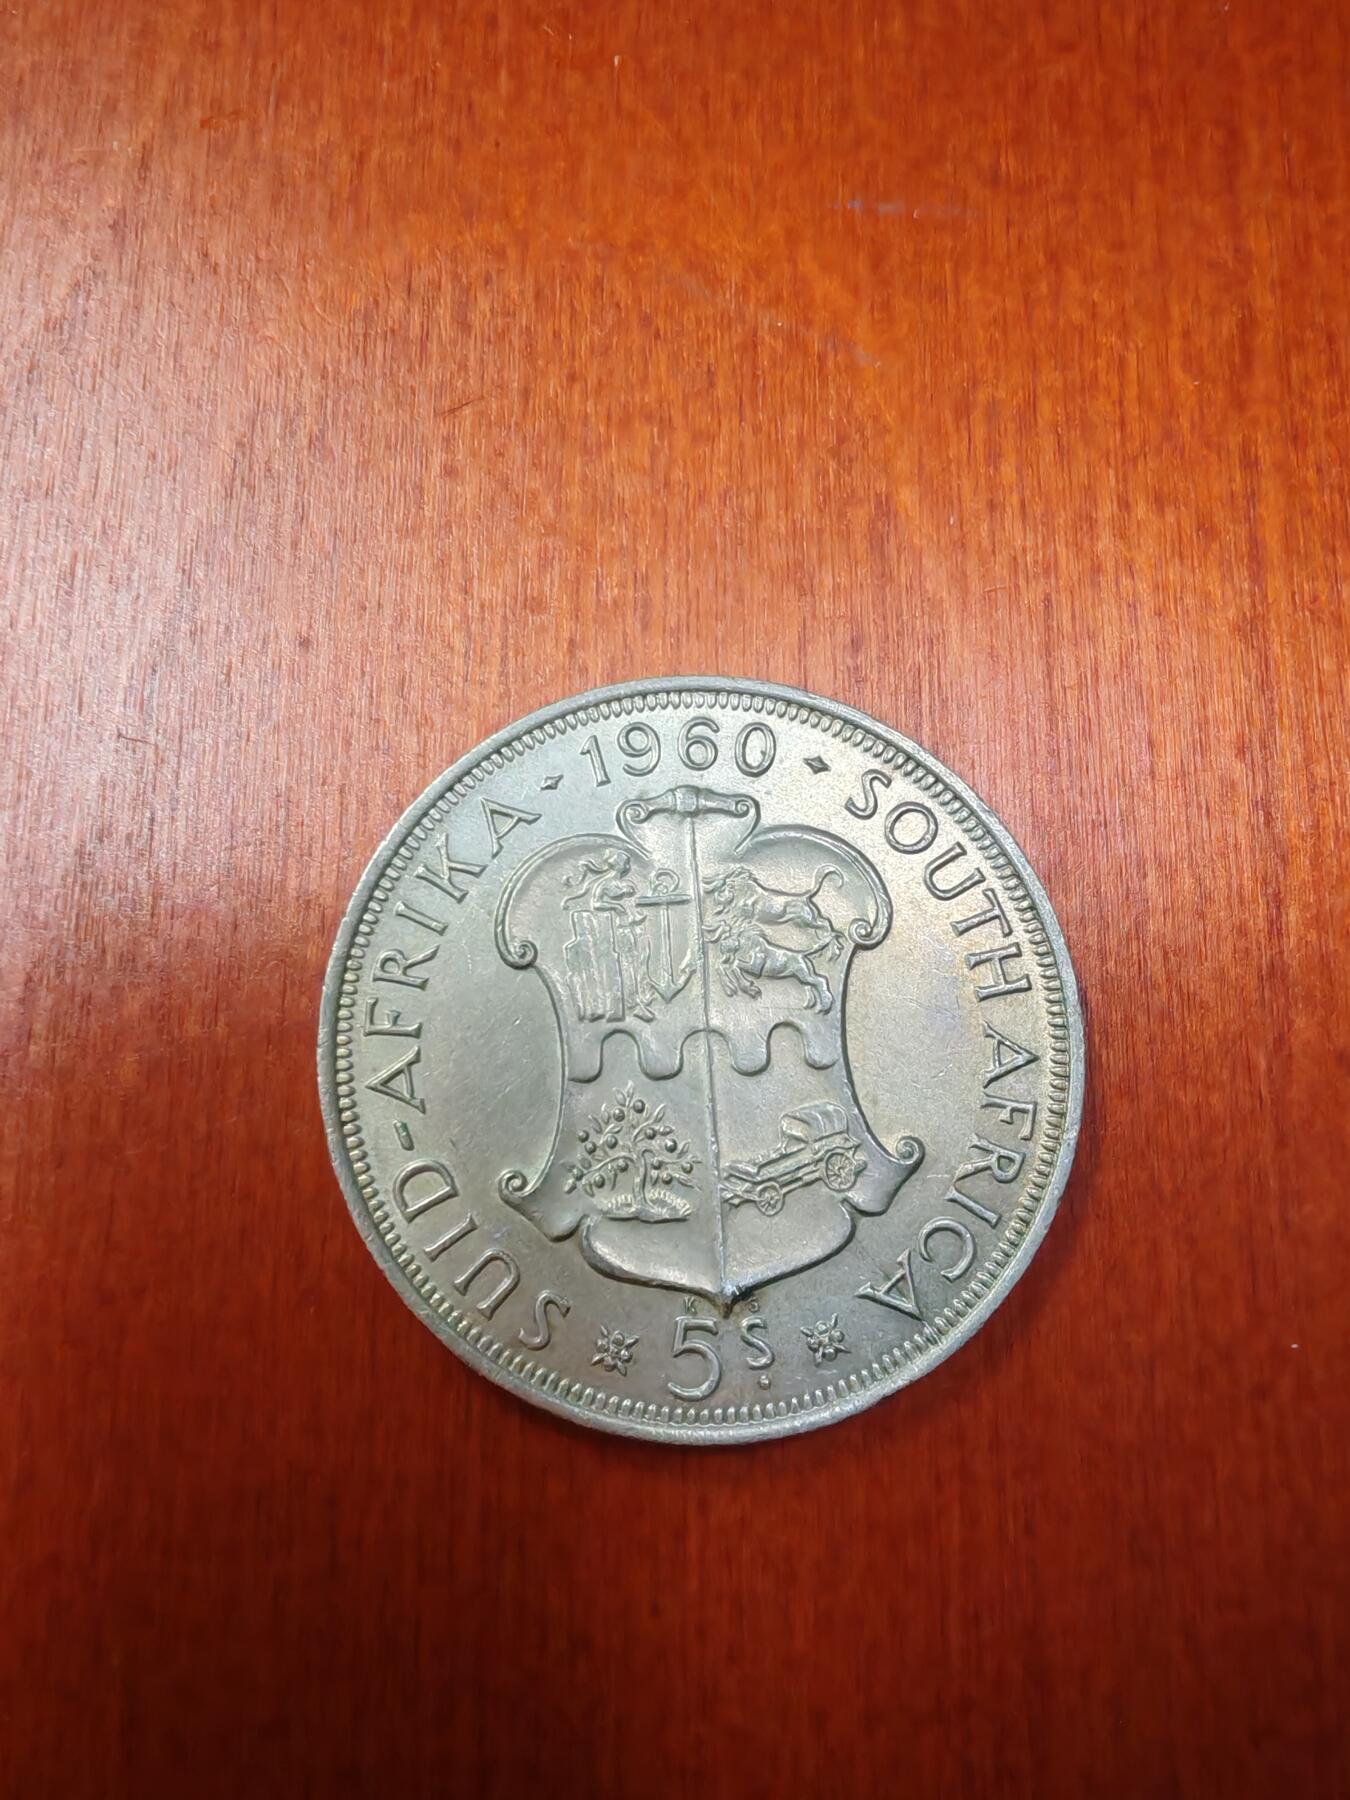 SUID-AFRIKA · 1960 · SOUTH AFRICA
K G
5S